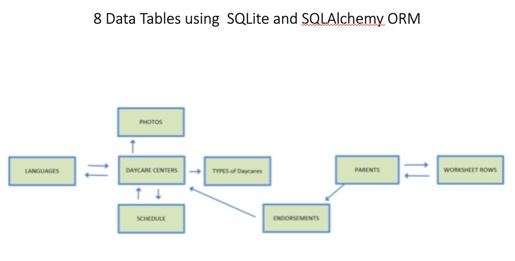 8 Data Tables using SQLite and SQLAlchemy ORM
PHOTOS
LANGUAGES
DAYCARE CENTERS
TYPES of Daycares
PARENTS
WORKSHEET ROWS
SCHEDULE
ENDORSEMENTS